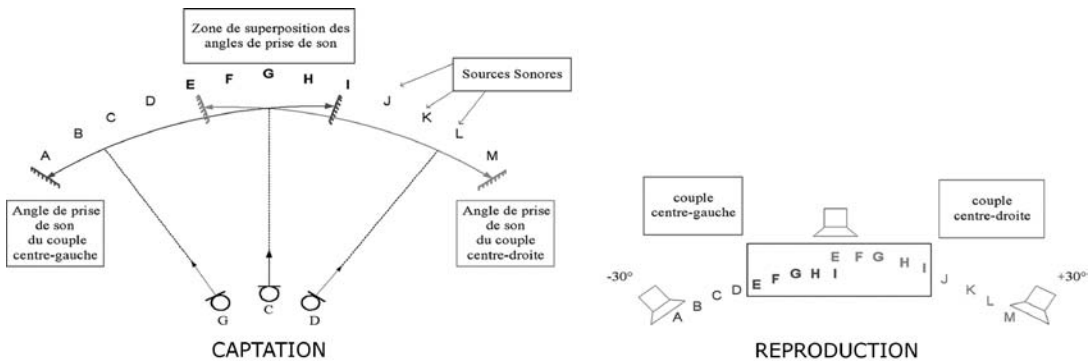 Zone de superposition des
angles de prise de son
Sources Sonores
A B C D E F G H I J K L M
Angle de prise
de son
du couple
centre-gauche
Angle de prise
de son
du couple
centre-droite
G C D
CAPTATION
couple
centre-gauche
couple
centre-droite
-30°
+30°
A B C D E F G H I
E F G H I J K L M
REPRODUCTION